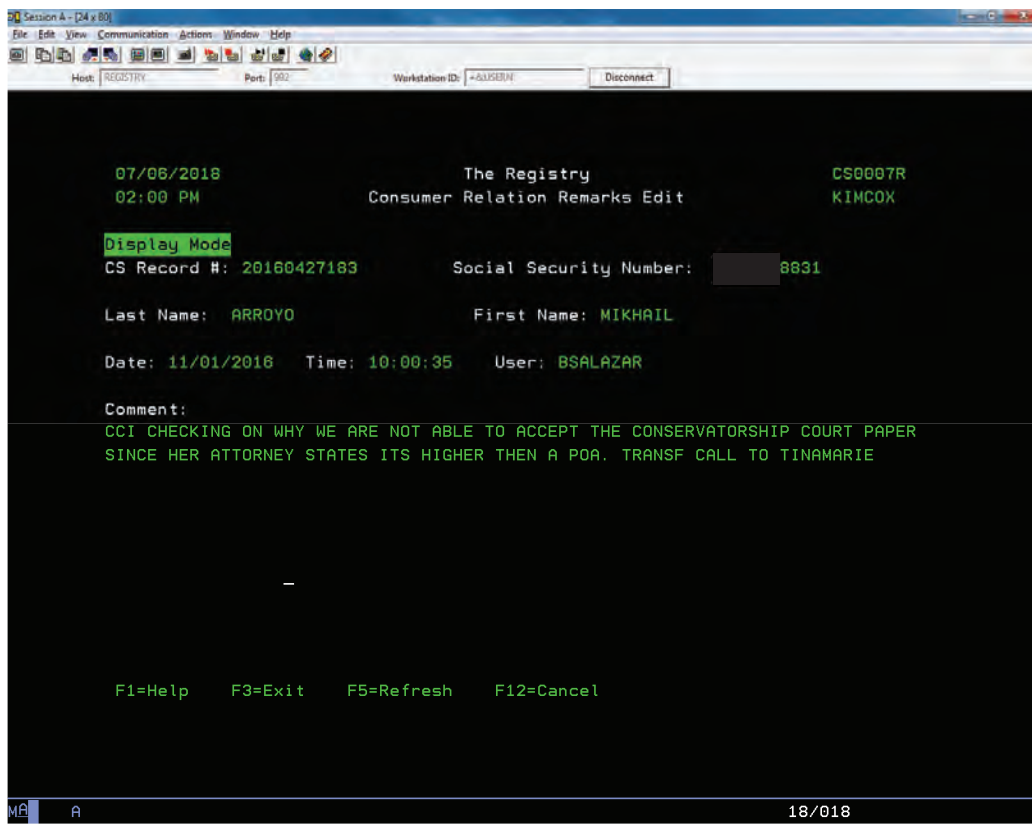 Session A - [24 x 80]
File Edit View Communication Actions Window Help
Host: REGISTRY Port: 992 Workstation ID: Disconnect
07/06/2018 The Registry CS0007R
02:00 PM Consumer Relation Remarks Edit KIMCOX
Display Mode
CS Record #: 20160427183 Social Security Number: 8831
Last Name: ARROYO First Name: MIKHAIL
Date: 11/01/2016 Time: 10:00:35 User: BSALAZAR
Comment:
CCI CHECKING ON WHY WE ARE NOT ABLE TO ACCEPT THE CONSERVATORSHIP COURT PAPER
SINCE HER ATTORNEY STATES ITS HIGHER THEN A POA. TRANSF CALL TO TINAMARIE
F1=Help F3=Exit F5=Refresh F12=Cancel
MA A 18/018